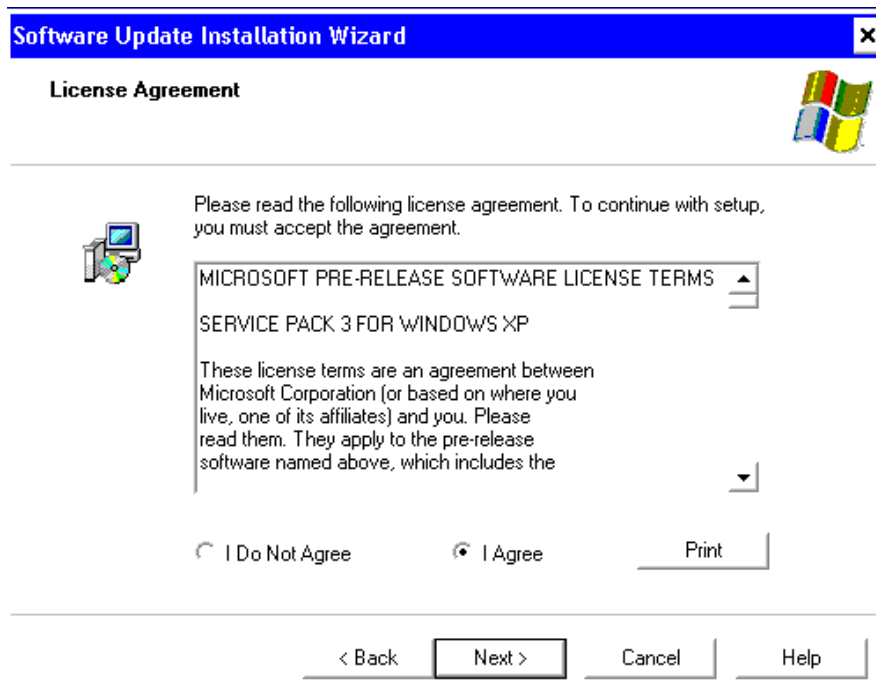 Software Update Installation Wizard
License Agreement
Please read the following license agreement. To continue with setup,
you must accept the agreement.
MICROSOFT PRE-RELEASE SOFTWARE LICENSE TERMS
SERVICE PACK 3 FOR WINDOWS XP
These license terms are an agreement between
Microsoft Corporation (or based on where you
live, one of its affiliates) and you. Please
read them. They apply to the pre-release
software named above, which includes the
I Do Not Agree I Agree Print
< Back Next > Cancel Help